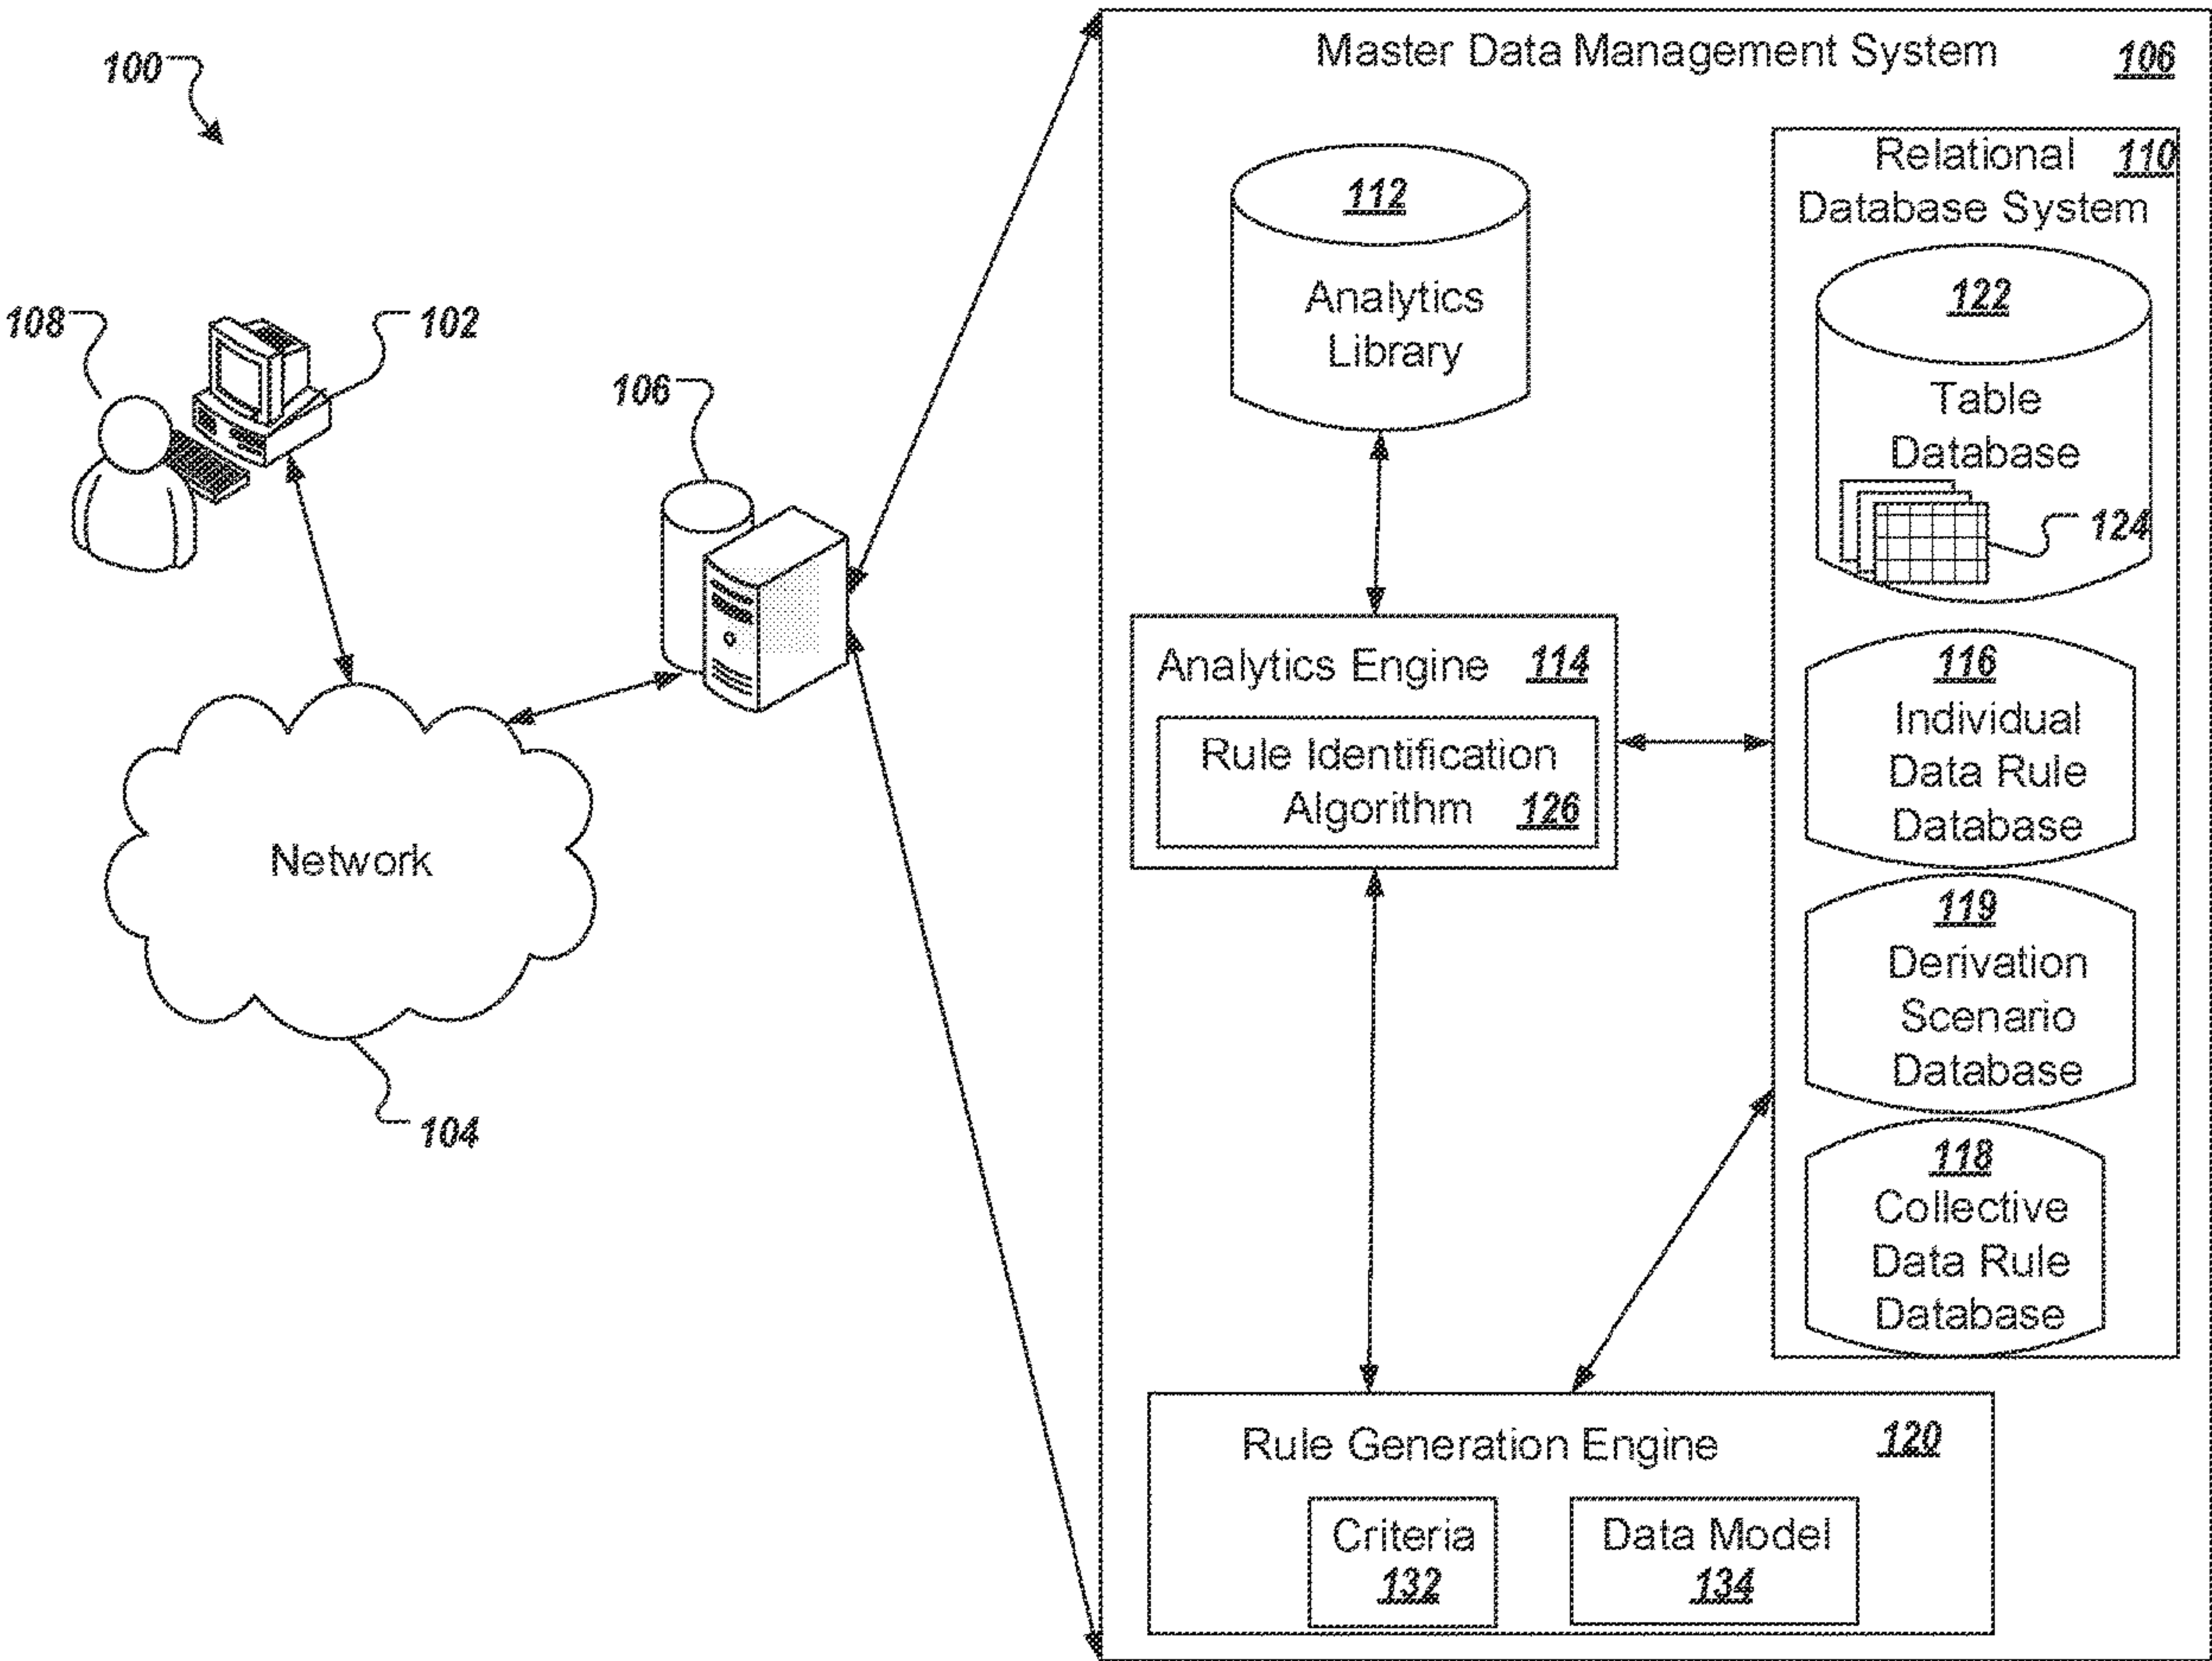 100
108
102
106
Network
104
Master Data Management System 106
112
Analytics
Library
Relational 110
Database System
122
Table
Database
124
Analytics Engine 114
Rule Identification
Algorithm 126
116
Individual
Data Rule
Database
119
Derivation
Scenario
Database
118
Collective
Data Rule
Database
Rule Generation Engine 120
Criteria
132
Data Model
134